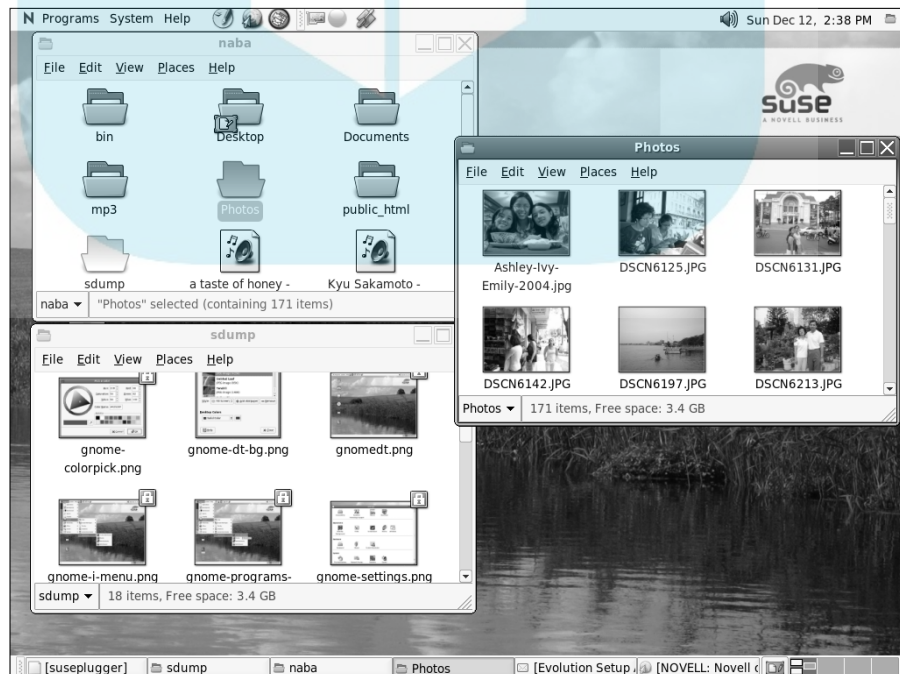 N Programs System Help
Sun Dec 12, 2:38 PM
naba
File Edit View Places Help
bin
Desktop
Documents
mp3
Photos
public_html
sdump
a taste of honey -
Kyu Sakamoto -
naba
"Photos" selected (containing 171 items)
SUSE
A NOVELL BUSINESS
Photos
File Edit View Places Help
Ashley-Ivy-
Emily-2004.jpg
DSCN6125.JPG
DSCN6131.JPG
DSCN6142.JPG
DSCN6197.JPG
DSCN6213.JPG
Photos
171 items, Free space: 3.4 GB
sdump
File Edit View Places Help
gnome-
colorpick.png
gnome-dt-bg.png
gnomedt.png
gnome-i-menu.png
gnome-programs-
gnome-settings.png
sdump
18 items, Free space: 3.4 GB
[suseplugger]
sdump
naba
Photos
[Evolution Setup
[NOVELL: Novell